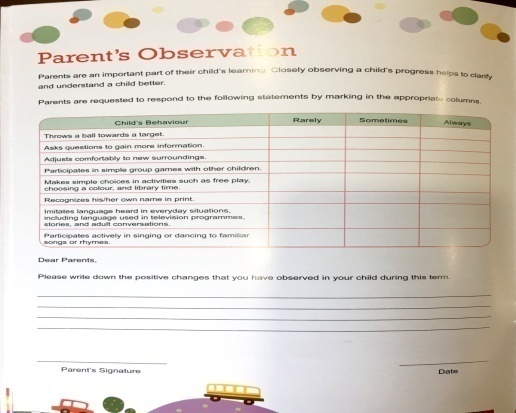 Parent's Observation
Parents are an important part of their child's learning. Closely observing a child's progress helps to clarify
and understand a child better.
Parents are requested to respond to the following statements by marking in the appropriate columns.
Child's Behaviour Rarely Sometimes Always
Throws a ball towards a target.
Asks questions to gain more information.
Adjusts comfortably to new surroundings.
Participates in simple group games with other children.
Makes simple choices in activities such as free play,
choosing a colour, and library time.
Recognizes his/her own name in print.
Imitates language heard in everyday situations,
including language used in television programmes,
stories, and adult conversations.
Participates actively in singing or dancing to familiar
songs or rhymes.
Dear Parents,
Please write down the positive changes that you have observed in your child during this term.
Parent's Signature Date